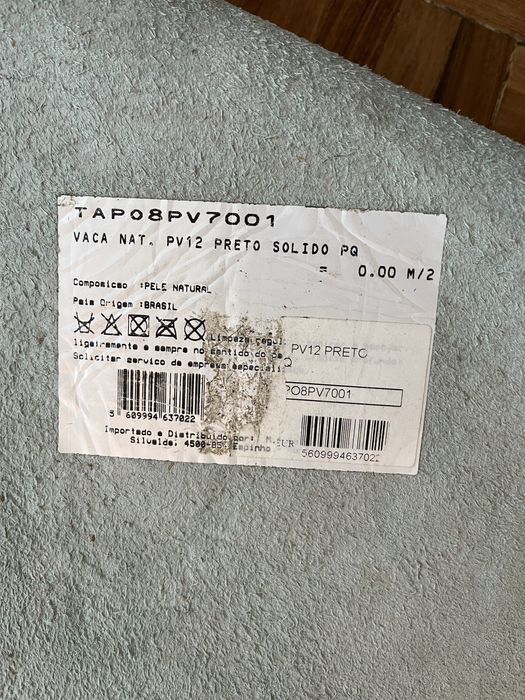 TAPO8PV7001
VACA NAT. PV12 PRETO SOLIDO PQ
= 0.00 M/2
Composicao :PELE NATURAL
Pais Origem :BRASIL
Limpeza
ligeiramente e sempre no sentido do
Solicitar servico de empresa
PV12 PRETO
Q
PO8PV7001
5 609994 637022
Importado e Distribuido por:
Silvalde, 4500 Espinho
5609994637022